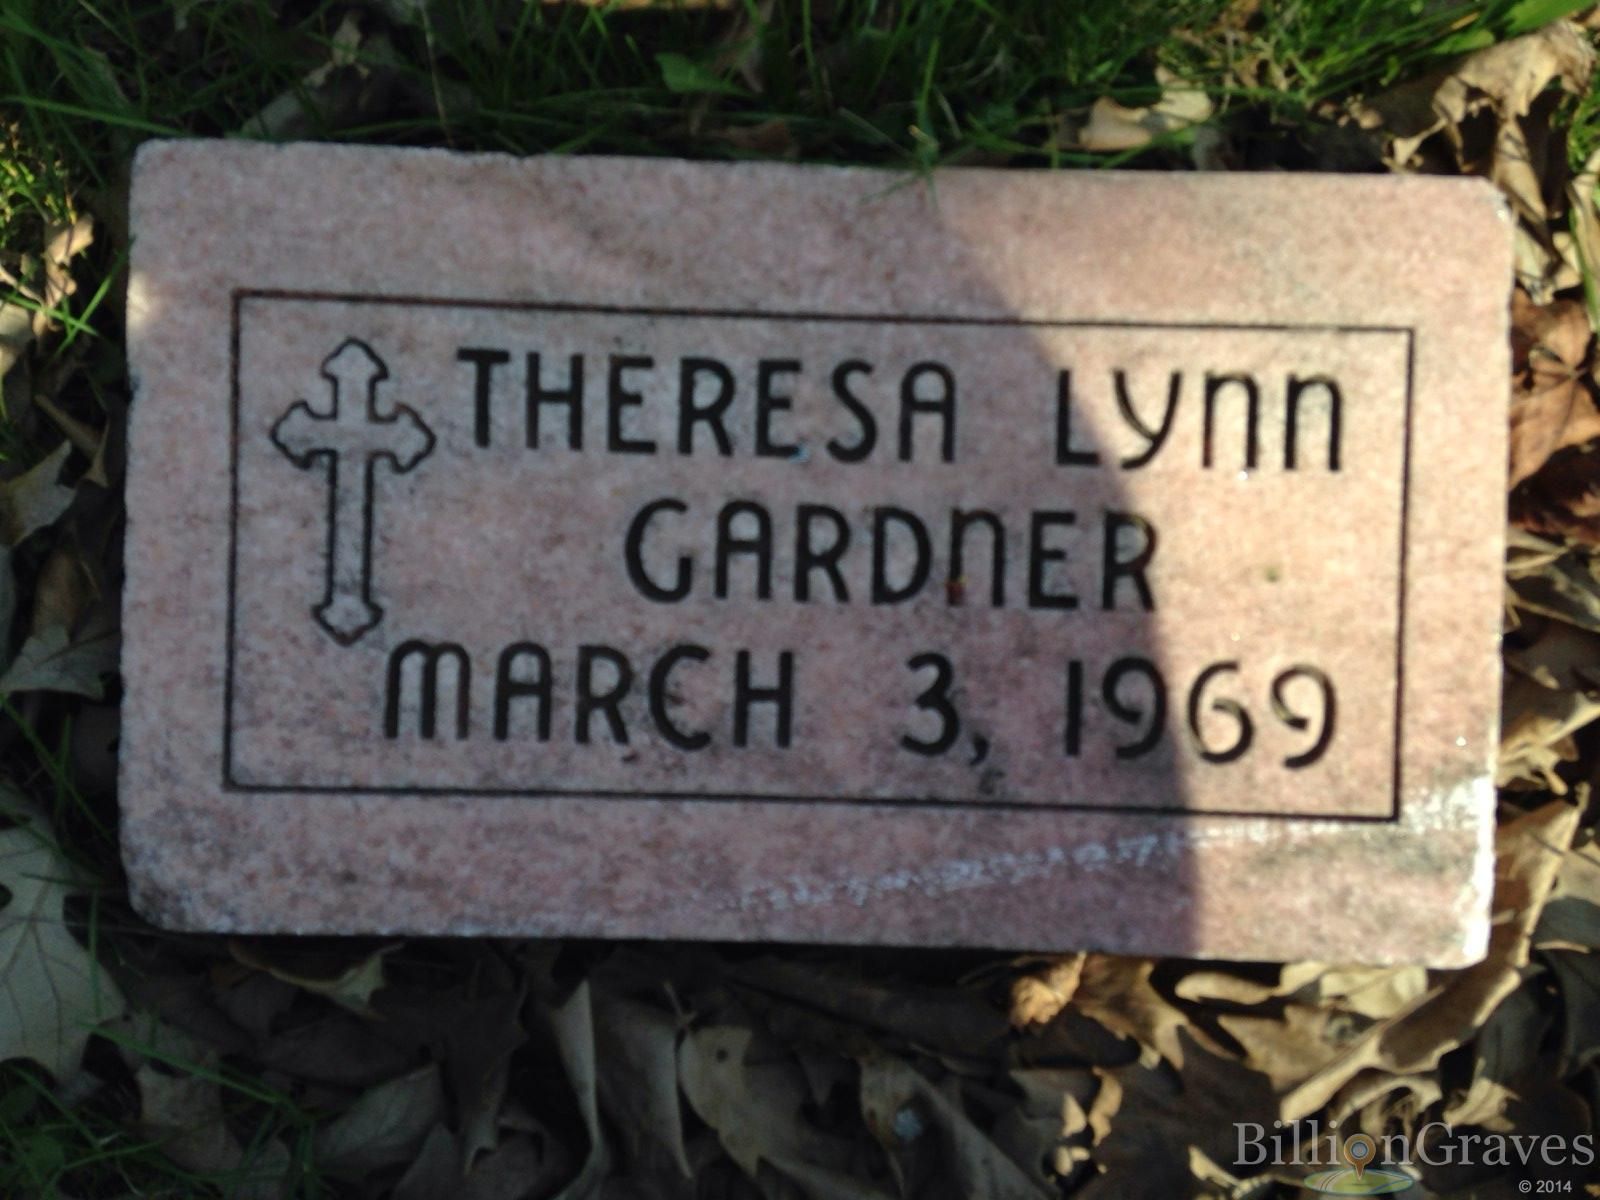 THERESA LYNN
GARDNER
MARCH 3, 1969
BillionGraves
© 2014